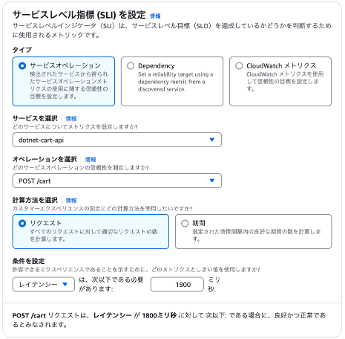 サービスレベルインジケータ (SLI) を設定 情報
サービスレベルインジケータ (SLI) は、サービスレベル目標 (SLO) を達成しているかどうかを判断するため
に使用されるメトリックです。
タイプ
サービスオペレーション
検出されたサービスから得られ
たサービスオペレーションメト
リクスの使用に関する信頼性の
目標を設定します。
Dependency
Set a reliability target using a
dependency metric from a
discovered service.
CloudWatch メトリクス
CloudWatch メトリクスを使用
して信頼性の目標を設定しま
す。
サービスを選択 情報
どのサービスについてメトリクスを設定しますか?
dotnet-cart-api
オペレーションを選択 情報
どのサービスオペレーションの信頼性を測定しますか?
POST /cart
計算方法を選択 情報
カスタマーエクスペリエンスの測定にどの計算方法を使用したいですか?
リクエスト
すべてのリクエストに対して適切なリクエストの数
を計算します。
期間
指定された時間間隔内の良好な期間の数を計算しま
す。
条件を設定
許容できるエクスペリエンスであることを示すために、どのメトリクスとしきい値を使用しますか?
レイテンシー
は、次以下である必要
があります:
1800
ミリ
秒.
POST /cart リクエストは、レイテンシー が 1800ミリ秒 に対して 次以下: である場合に、良好かつ正常であ
るとみなされます。